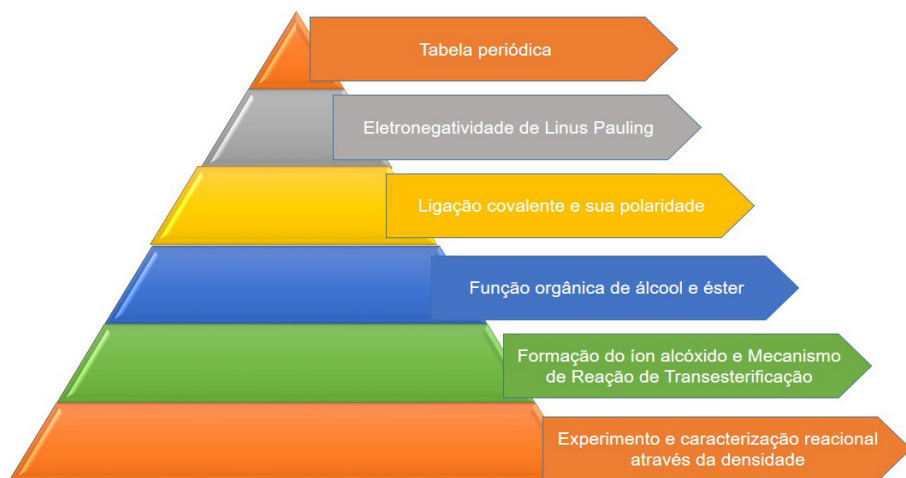 Tabela periódica
Eletronegatividade de Linus Pauling
Ligação covalente e sua polaridade
Função orgânica de álcool e éster
Formação do íon alcóxido e Mecanismo
de Reação de Transesterificação
Experimento e caracterização reacional
através da densidade